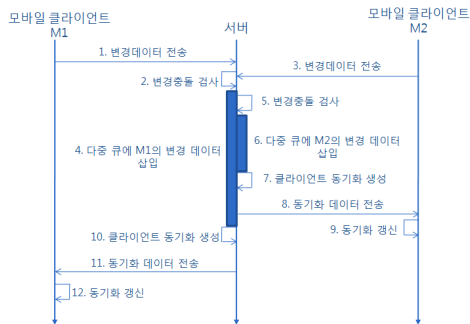 모바일 클라이언트
M1
서버
모바일 클라이언트
M2
1. 변경데이터 전송
2. 변경충돌 검사
3. 변경데이터 전송
4. 다중 큐에 M1의 변경 데이터
삽입
5. 변경충돌 검사
6. 다중 큐에 M2의 변경 데이터
삽입
7. 클라이언트 동기화 생성
8. 동기화 데이터 전송
9. 동기화 갱신
10. 클라이언트 동기화 생성
11. 동기화 데이터 전송
12. 동기화 갱신